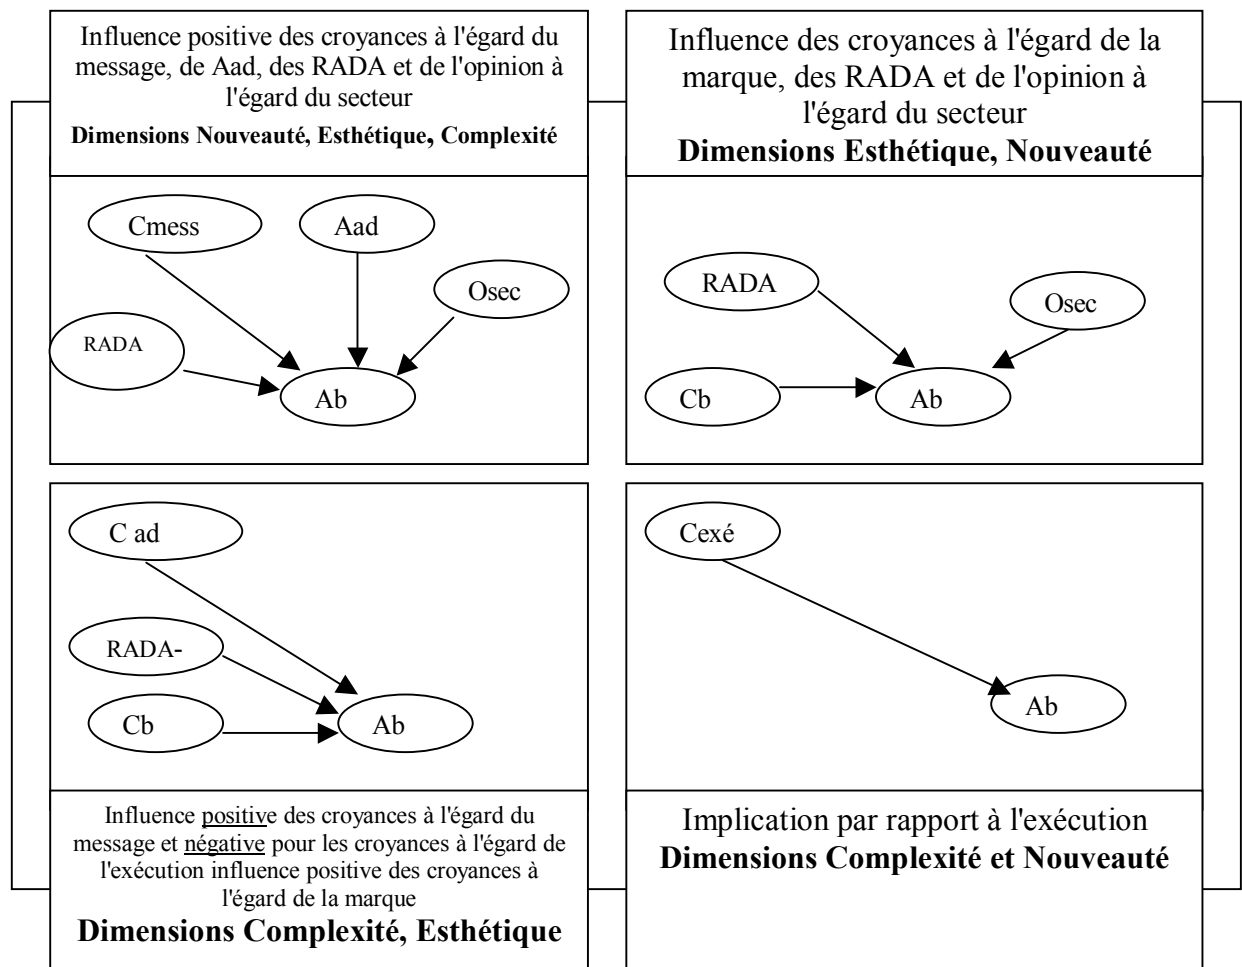 Influence positive des croyances à l'égard du
message, de Aad, des RADA et de l'opinion à
l'égard du secteur
Dimensions Nouveauté, Esthétique, Complexité
Cmess
Aad
Osec
RADA
Ab
Influence des croyances à l'égard de la
marque, des RADA et de l'opinion à
l'égard du secteur
Dimensions Esthétique, Nouveauté
RADA
Osec
Cb
Ab
C ad
RADA-
Cb
Ab
Influence positive des croyances à l'égard du
message et négative pour les croyances à l'égard de
l'exécution influence positive des croyances à
l'égard de la marque
Dimensions Complexité, Esthétique
Cexé
Ab
Implication par rapport à l'exécution
Dimensions Complexité et Nouveauté